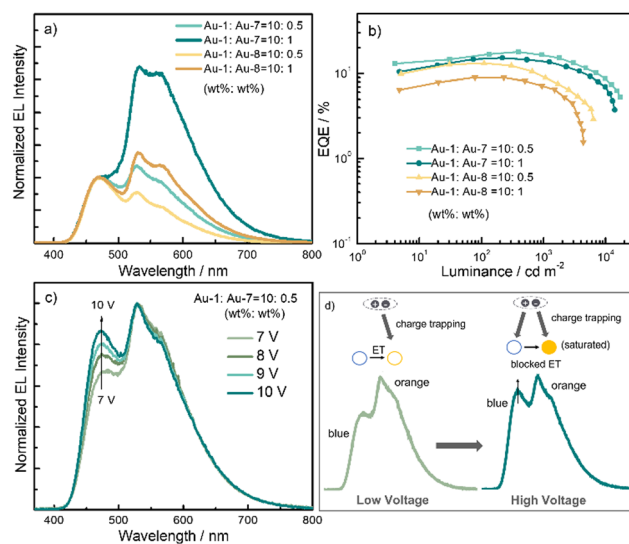 a)
Au-1: Au-7=10: 0.5
Au-1: Au-7=10: 1
Au-1: Au-8=10: 0.5
Au-1: Au-8=10: 1
(wt%: wt%)
Normalized EL Intensity
400 500 600 700 800
Wavelength / nm
b)
10²
10¹
10⁰
10⁻¹
EQE / %
Au-1: Au-7 =10: 0.5
Au-1: Au-7 =10: 1
Au-1: Au-8 =10: 0.5
Au-1: Au-8 =10: 1
(wt%: wt%)
10⁰ 10¹ 10² 10³ 10⁴
Luminance / cd m⁻²
c)
10 V
7 V
Au-1: Au-7=10: 0.5
(wt%: wt%)
7 V
8 V
9 V
10 V
Normalized EL Intensity
400 500 600 700 800
Wavelength / nm
d)
charge trapping
ET
orange
blue
Low Voltage
charge trapping
(saturated)
blocked ET
orange
blue
High Voltage